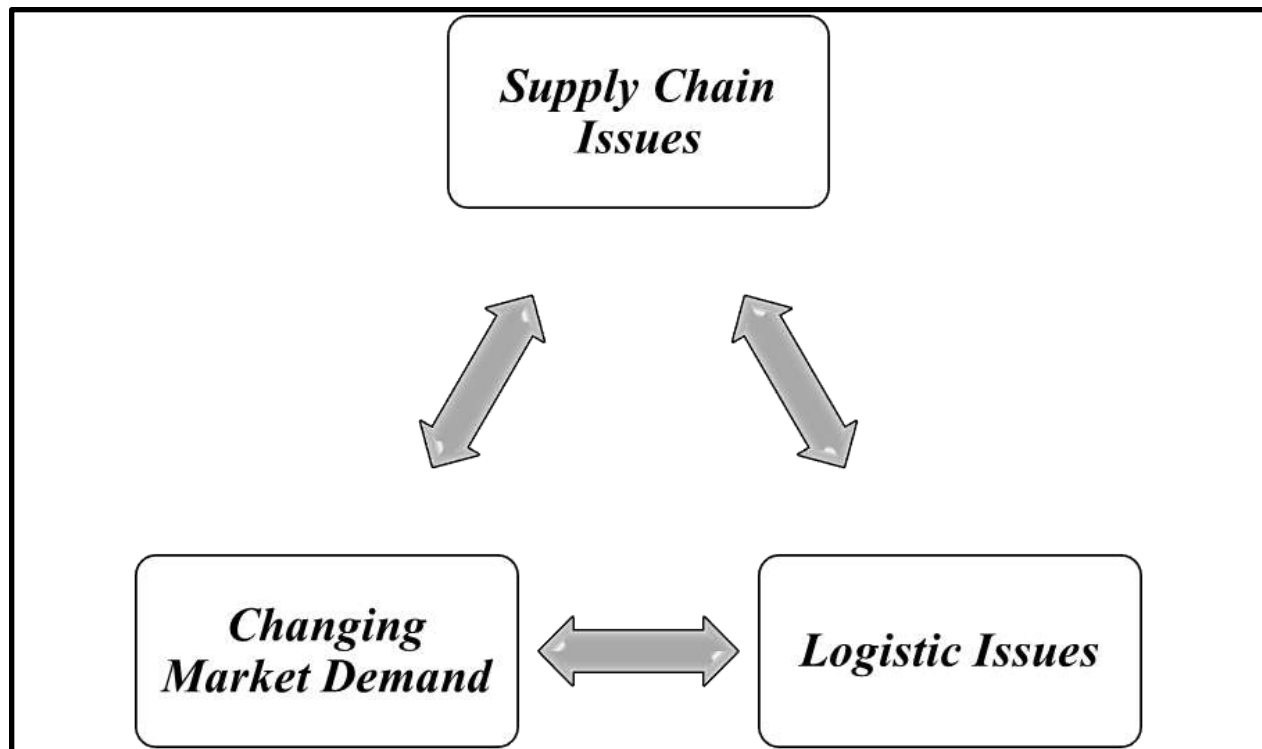 Supply Chain
Issues
Changing
Market Demand
Logistic Issues